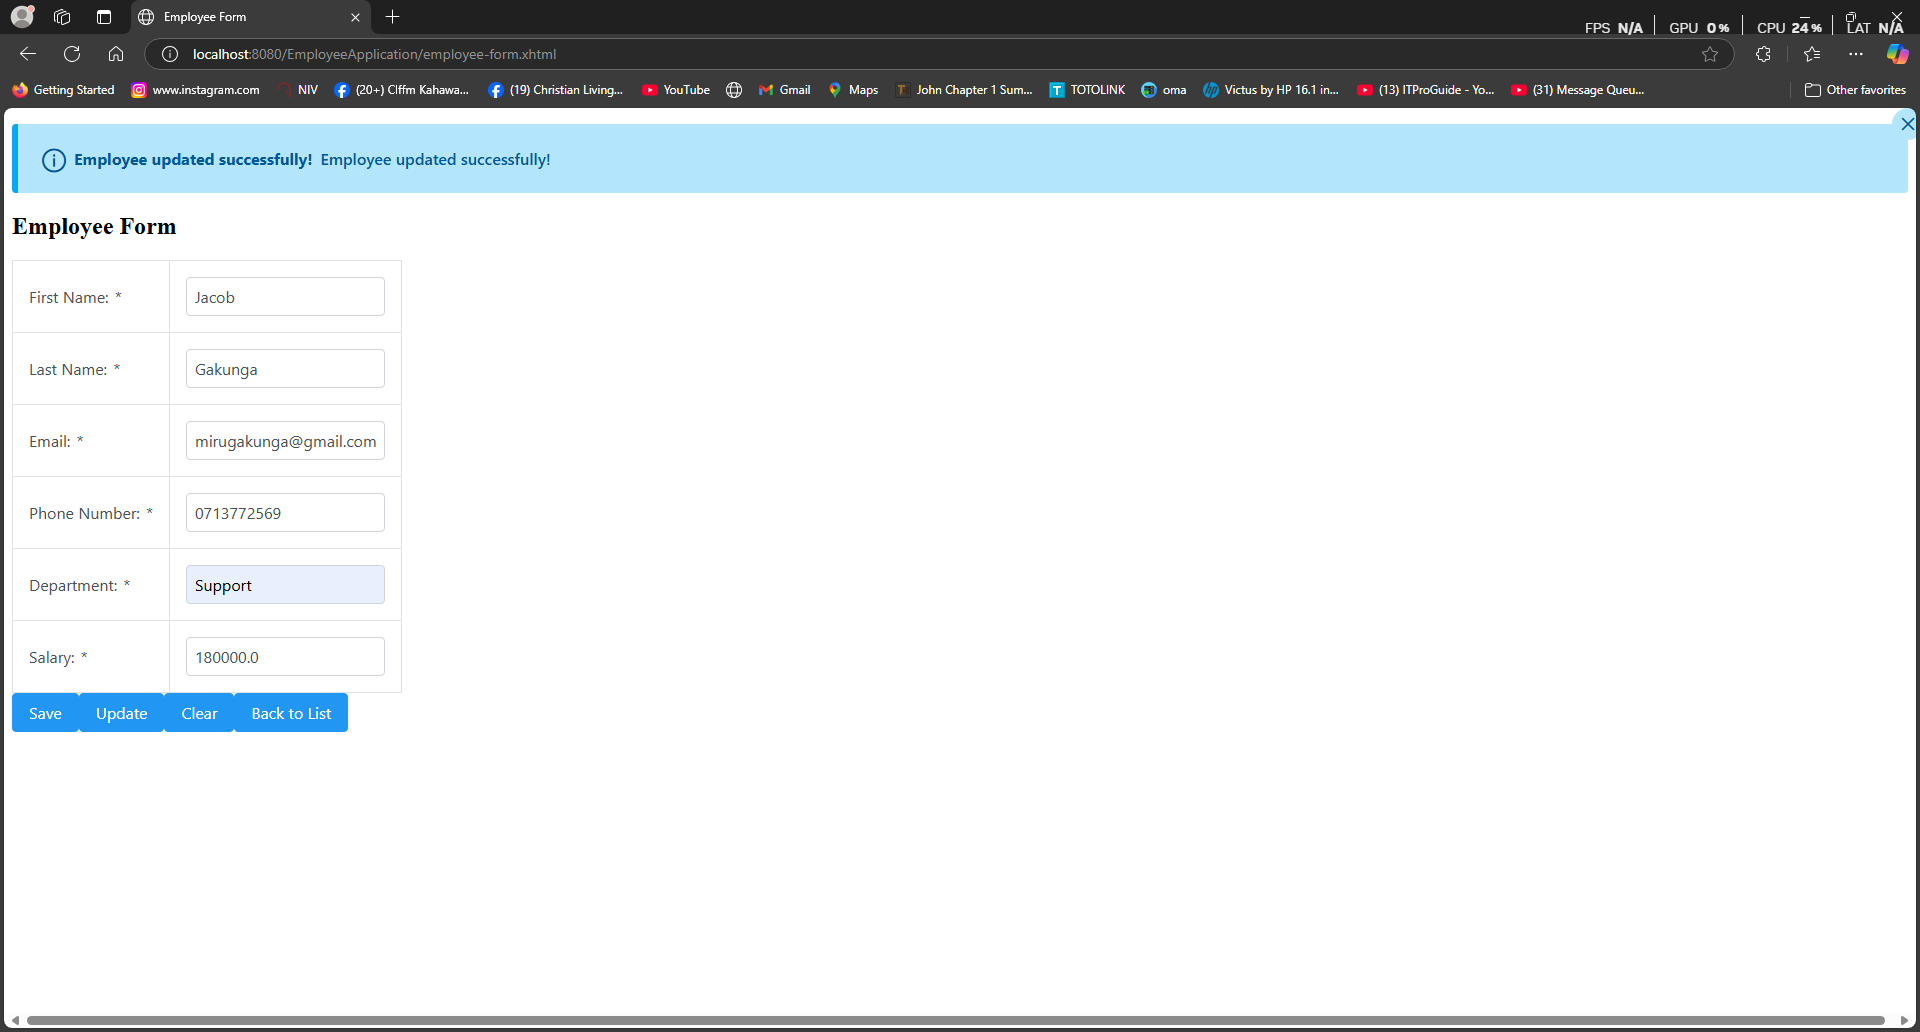 Employee Form
FPS N/A GPU 0% CPU 24% LAT N/A
localhost:8080/EmployeeApplication/employee-form.xhtml
Getting Started www.instagram.com NIV (20+) Clffm Kahawa... (19) Christian Living... YouTube Gmail Maps John Chapter 1 Sum... TOTOLINK oma Victus by HP 16.1 in... (13) ITProGuide - Yo... (31) Message Queu... Other favorites
Employee updated successfully! Employee updated successfully!
Employee Form
First Name: * Jacob
Last Name: * Gakunga
Email: * mirugakunga@gmail.com
Phone Number: * 0713772569
Department: * Support
Salary: * 180000.0
Save Update Clear Back to List